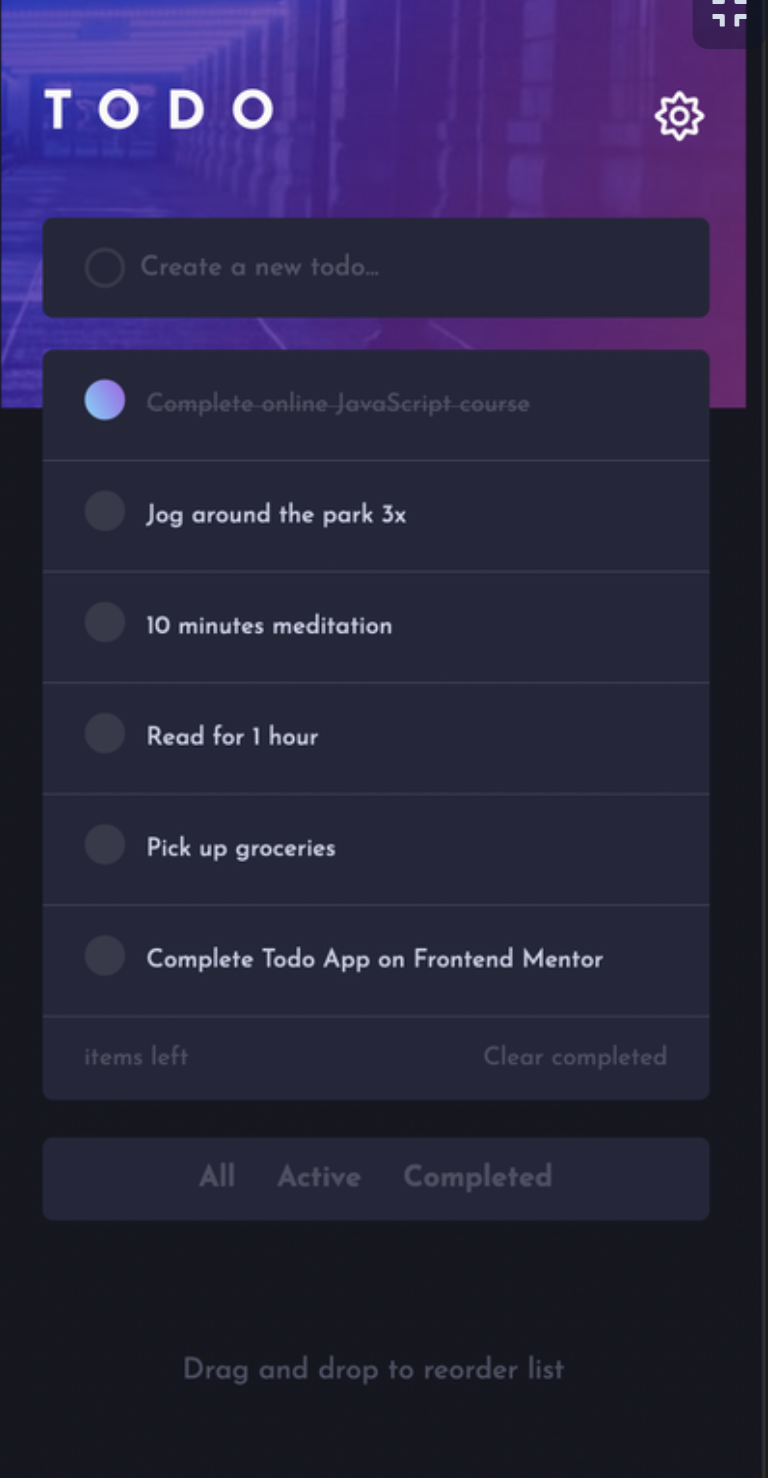 TODO
Create a new todo...
Complete online JavaScript course
Jog around the park 3x
10 minutes meditation
Read for 1 hour
Pick up groceries
Complete Todo App on Frontend Mentor
items left Clear completed
All Active Completed
Drag and drop to reorder list